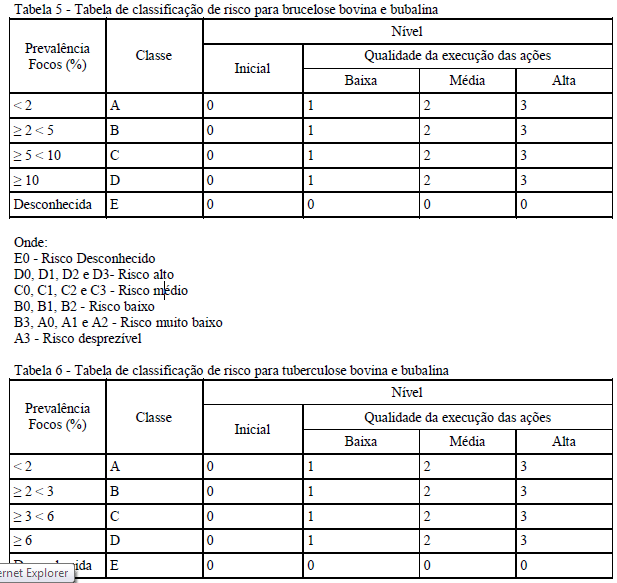 Tabela 5 - Tabela de classificação de risco para brucelose bovina e bubalina
Prevalência Focos (%) Classe Nível
Inicial Qualidade da execução das ações
Baixa Média Alta
< 2 A 0 1 2 3
≥ 2 < 5 B 0 1 2 3
≥ 5 < 10 C 0 1 2 3
≥ 10 D 0 1 2 3
Desconhecida E 0 0 0 0
Onde:
E0 - Risco Desconhecido
D0, D1, D2 e D3- Risco alto
C0, C1, C2 e C3 - Risco médio
B0, B1, B2 - Risco baixo
B3, A0, A1 e A2 - Risco muito baixo
A3 - Risco desprezível
Tabela 6 - Tabela de classificação de risco para tuberculose bovina e bubalina
Prevalência Focos (%) Classe Nível
Inicial Qualidade da execução das ações
Baixa Média Alta
< 2 A 0 1 2 3
≥ 2 < 3 B 0 1 2 3
≥ 3 < 6 C 0 1 2 3
≥ 6 D 0 1 2 3
E 0 0 0 0
ernet Explorer